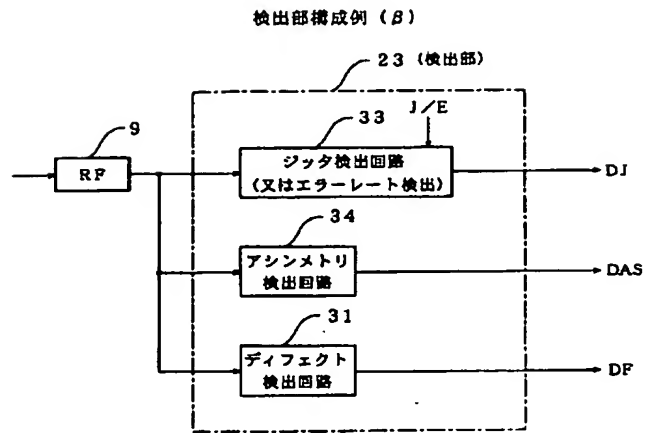 検出部構成例（β）
23（検出部）
J／E
33
9
RF
ジッタ検出回路
（又はエラーレート検出）
DJ
34
アシンメトリ
検出回路
DAS
31
ディフェクト
検出回路
DF